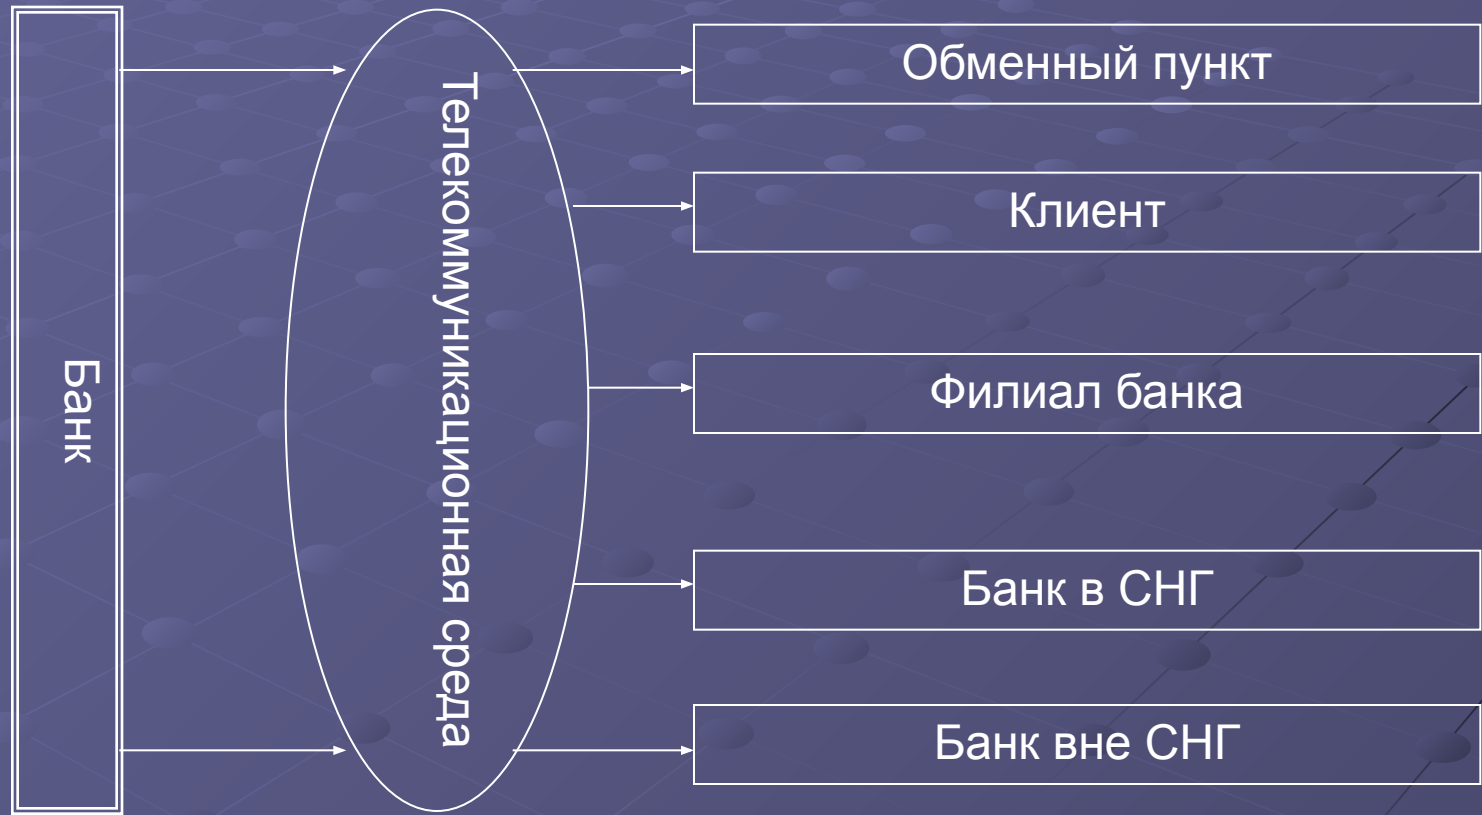 Банк
Телекоммуникационная среда
Обменный пункт
Клиент
Филиал банка
Банк в СНГ
Банк вне СНГ